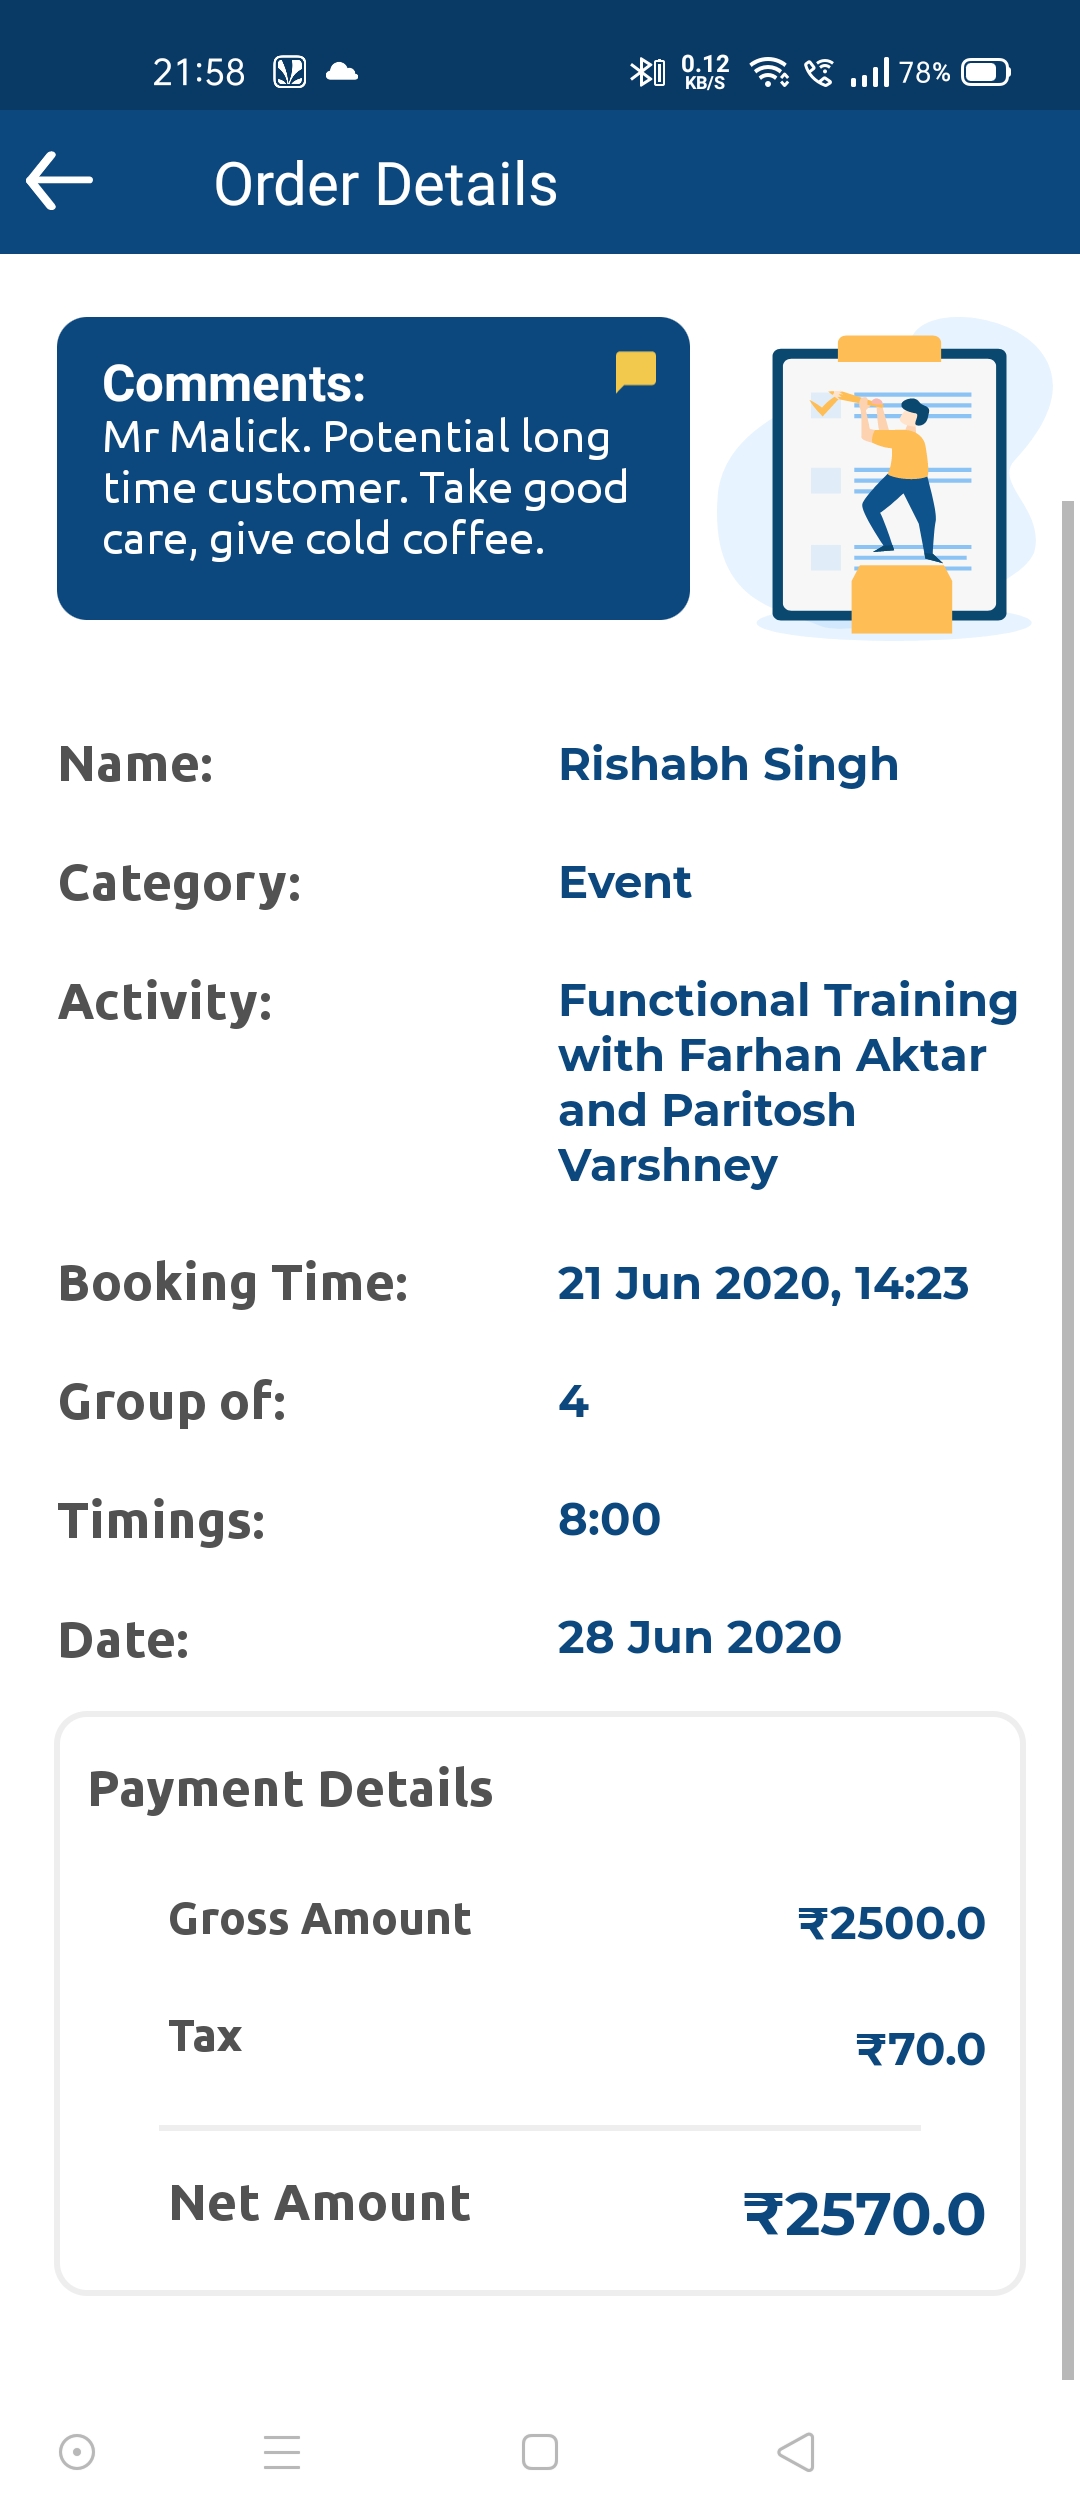 21:58
0.12
KB/S
78%
Order Details
Comments:
Mr Malick. Potential long
time customer. Take good
care, give cold coffee.
Name: Rishabh Singh
Category: Event
Activity: Functional Training
with Farhan Aktar
and Paritosh
Varshney
Booking Time: 21 Jun 2020, 14:23
Group of: 4
Timings: 8:00
Date: 28 Jun 2020
Payment Details
Gross Amount ₹2500.0
Tax ₹70.0
Net Amount ₹2570.0